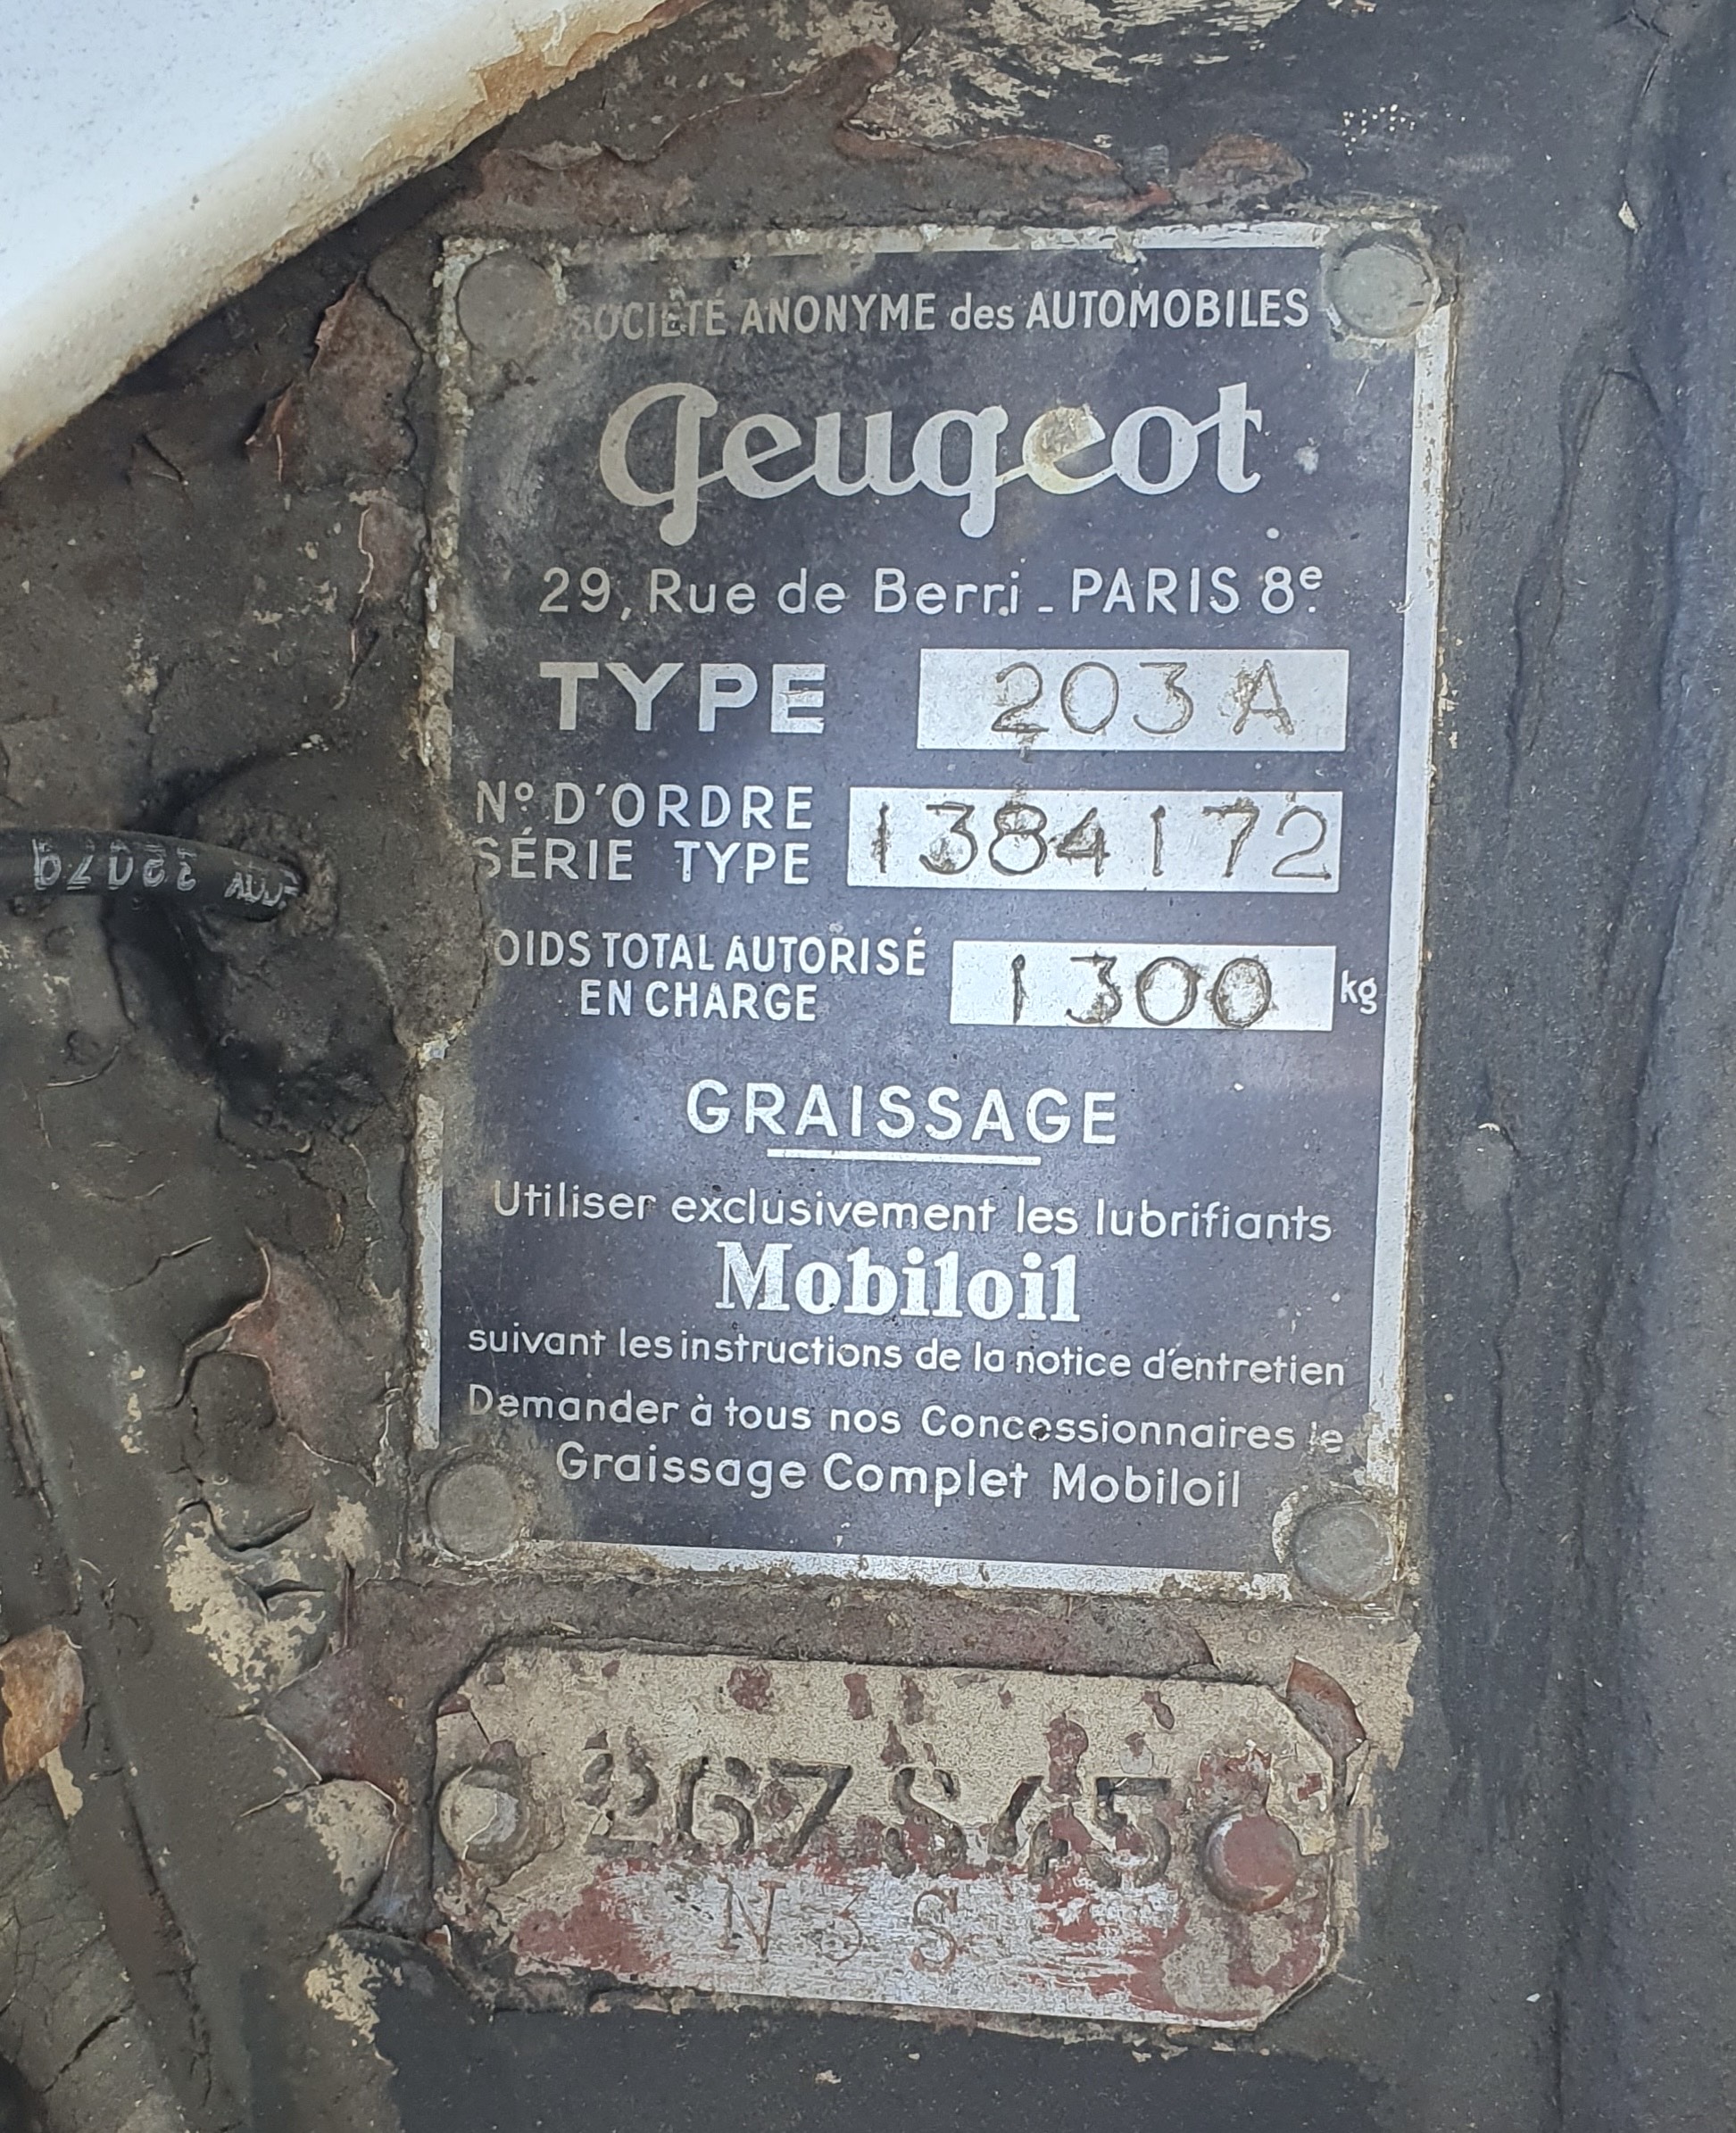 SOCIÉTÉ ANONYME des AUTOMOBILES
Peugeot
29, Rue de Berri - PARIS 8e.
TYPE 203 A
No D'ORDRE
SÉRIE TYPE 1384172
OIDS TOTAL AUTORISÉ
EN CHARGE 1300 kg
GRAISSAGE
Utiliser exclusivement les lubrifiants
Mobiloil
suivant les instructions de la notice d'entretien
Demander à tous nos Concessionnaires le
Graissage Complet Mobiloil
N 3 S